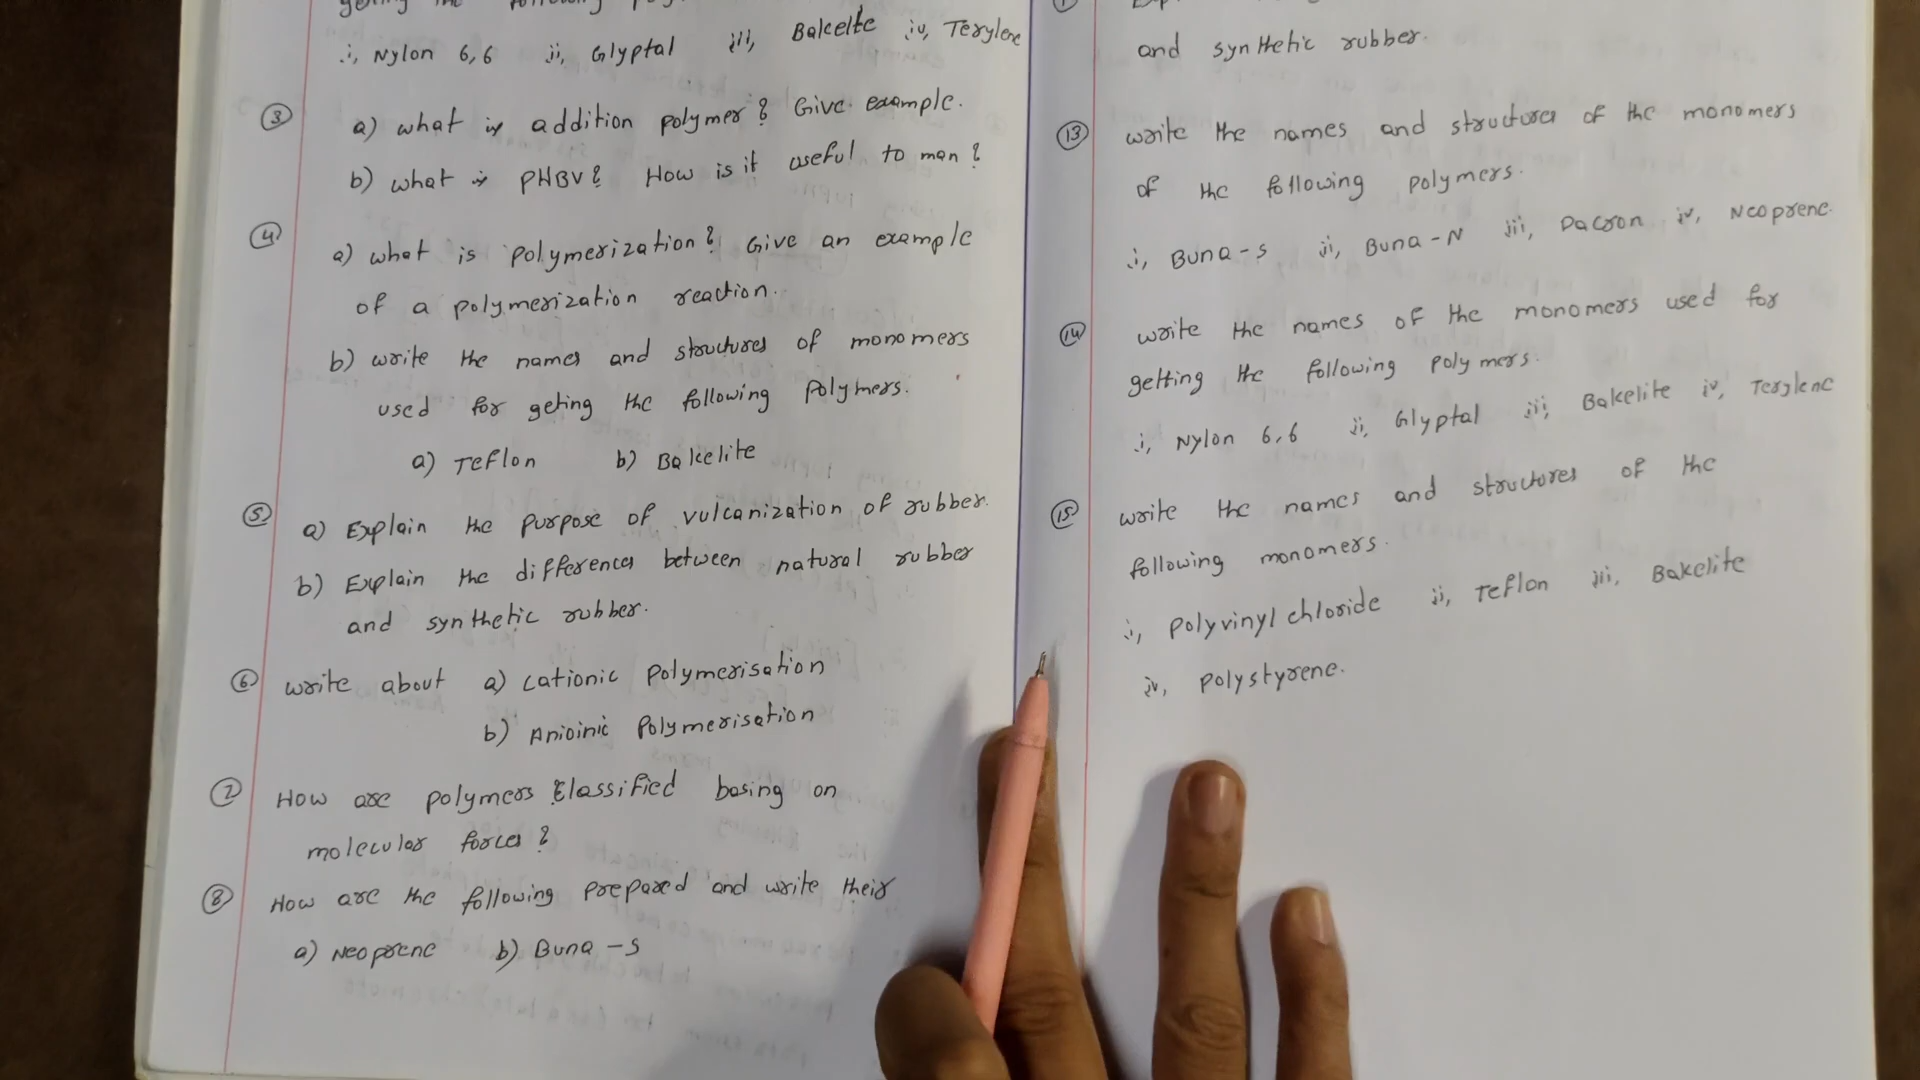 i, Nylon 6,6 ii, Glyptal iii, Bakelte iv, Terylene
③ a) what is addition polymer? Give example.
b) what is PHBV? How is it useful to man?
④ a) what is polymerization? Give an example
of a polymerization reaction.
b) write the names and structures of monomers
used for geting the following polymers.
a) Teflon b) Bakelite
⑤ a) Explain the purpose of vulcanization of rubber.
b) Explain the differences between natural rubber
and synthetic rubber.
⑥ write about a) Cationic Polymerisation
b) Anioinic Polymerisation
⑦ How are polymers Classified basing on
molecular forces?
⑧ How are the following prepared and write their
a) Neoprene b) Buna -s
and synthetic rubber.
⑬ write the names and structures of the monomers
of the following polymers.
i, Buna-s ii, Buna-N iii, Dacron iv, Neoprene.
⑭ write the names of the monomers used for
getting the following polymers.
i, Nylon 6,6 ii, Glyptal iii, Bakelite iv, Terylene
⑮ write the names and structures of the
following monomers.
i, polyvinyl chloride ii, Teflon iii, Bakelite
iv, polystyrene.